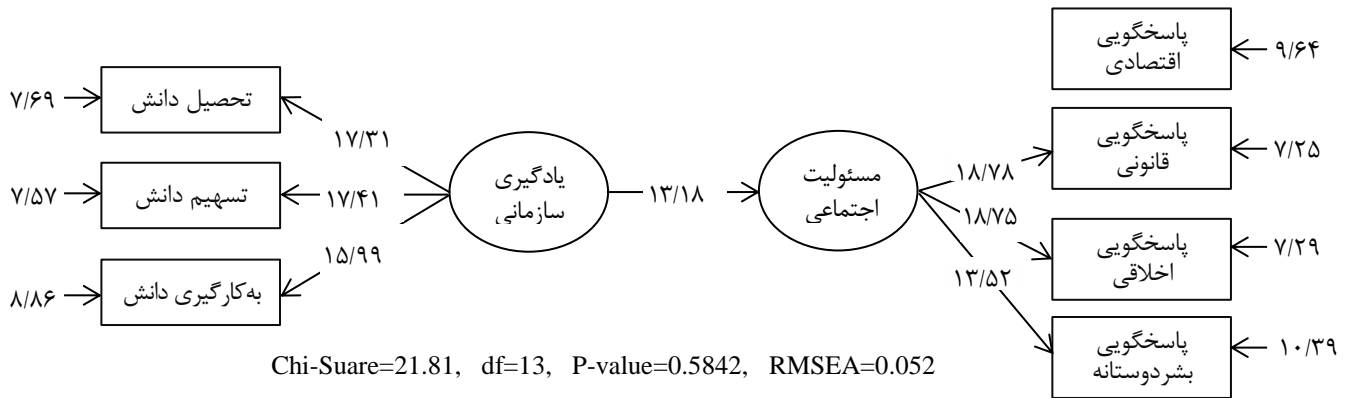 پاسخگویی
اقتصادی
۹/۶۴
تحصیل دانش
۷/۶۹
۱۷/۳۱
پاسخگویی
قانونی
۷/۲۵
۱۸/۷۸
یادگیری
سازمانی
مسئولیت
اجتماعی
۱۳/۱۸
تسهیم دانش
۷/۵۷
۱۷/۴۱
۱۸/۷۵
پاسخگویی
اخلاقی
۷/۲۹
به‌کارگیری دانش
۸/۸۶
۱۵/۹۹
۱۳/۵۲
پاسخگویی
بشردوستانه
۱۰/۳۹
Chi-Suare=21.81, df=13, P-value=0.5842, RMSEA=0.052